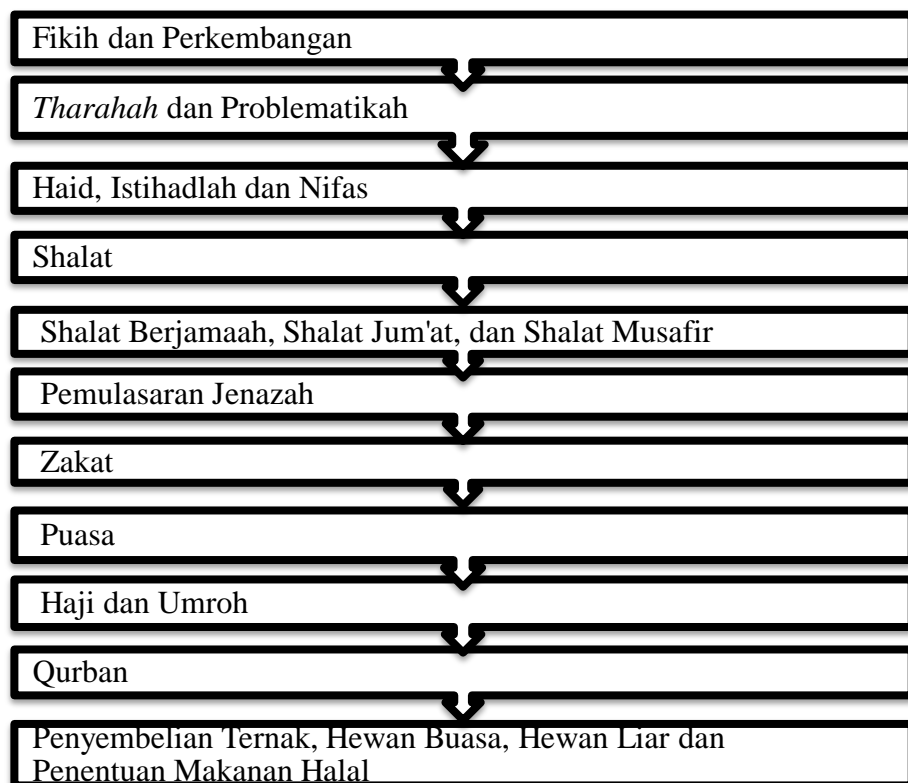 Fikih dan Perkembangan
Tharahah dan Problematikah
Haid, Istihadlah dan Nifas
Shalat
Shalat Berjamaah, Shalat Jum'at, dan Shalat Musafir
Pemulasaran Jenazah
Zakat
Puasa
Haji dan Umroh
Qurban
Penyembelian Ternak, Hewan Buasa, Hewan Liar dan
Penentuan Makanan Halal